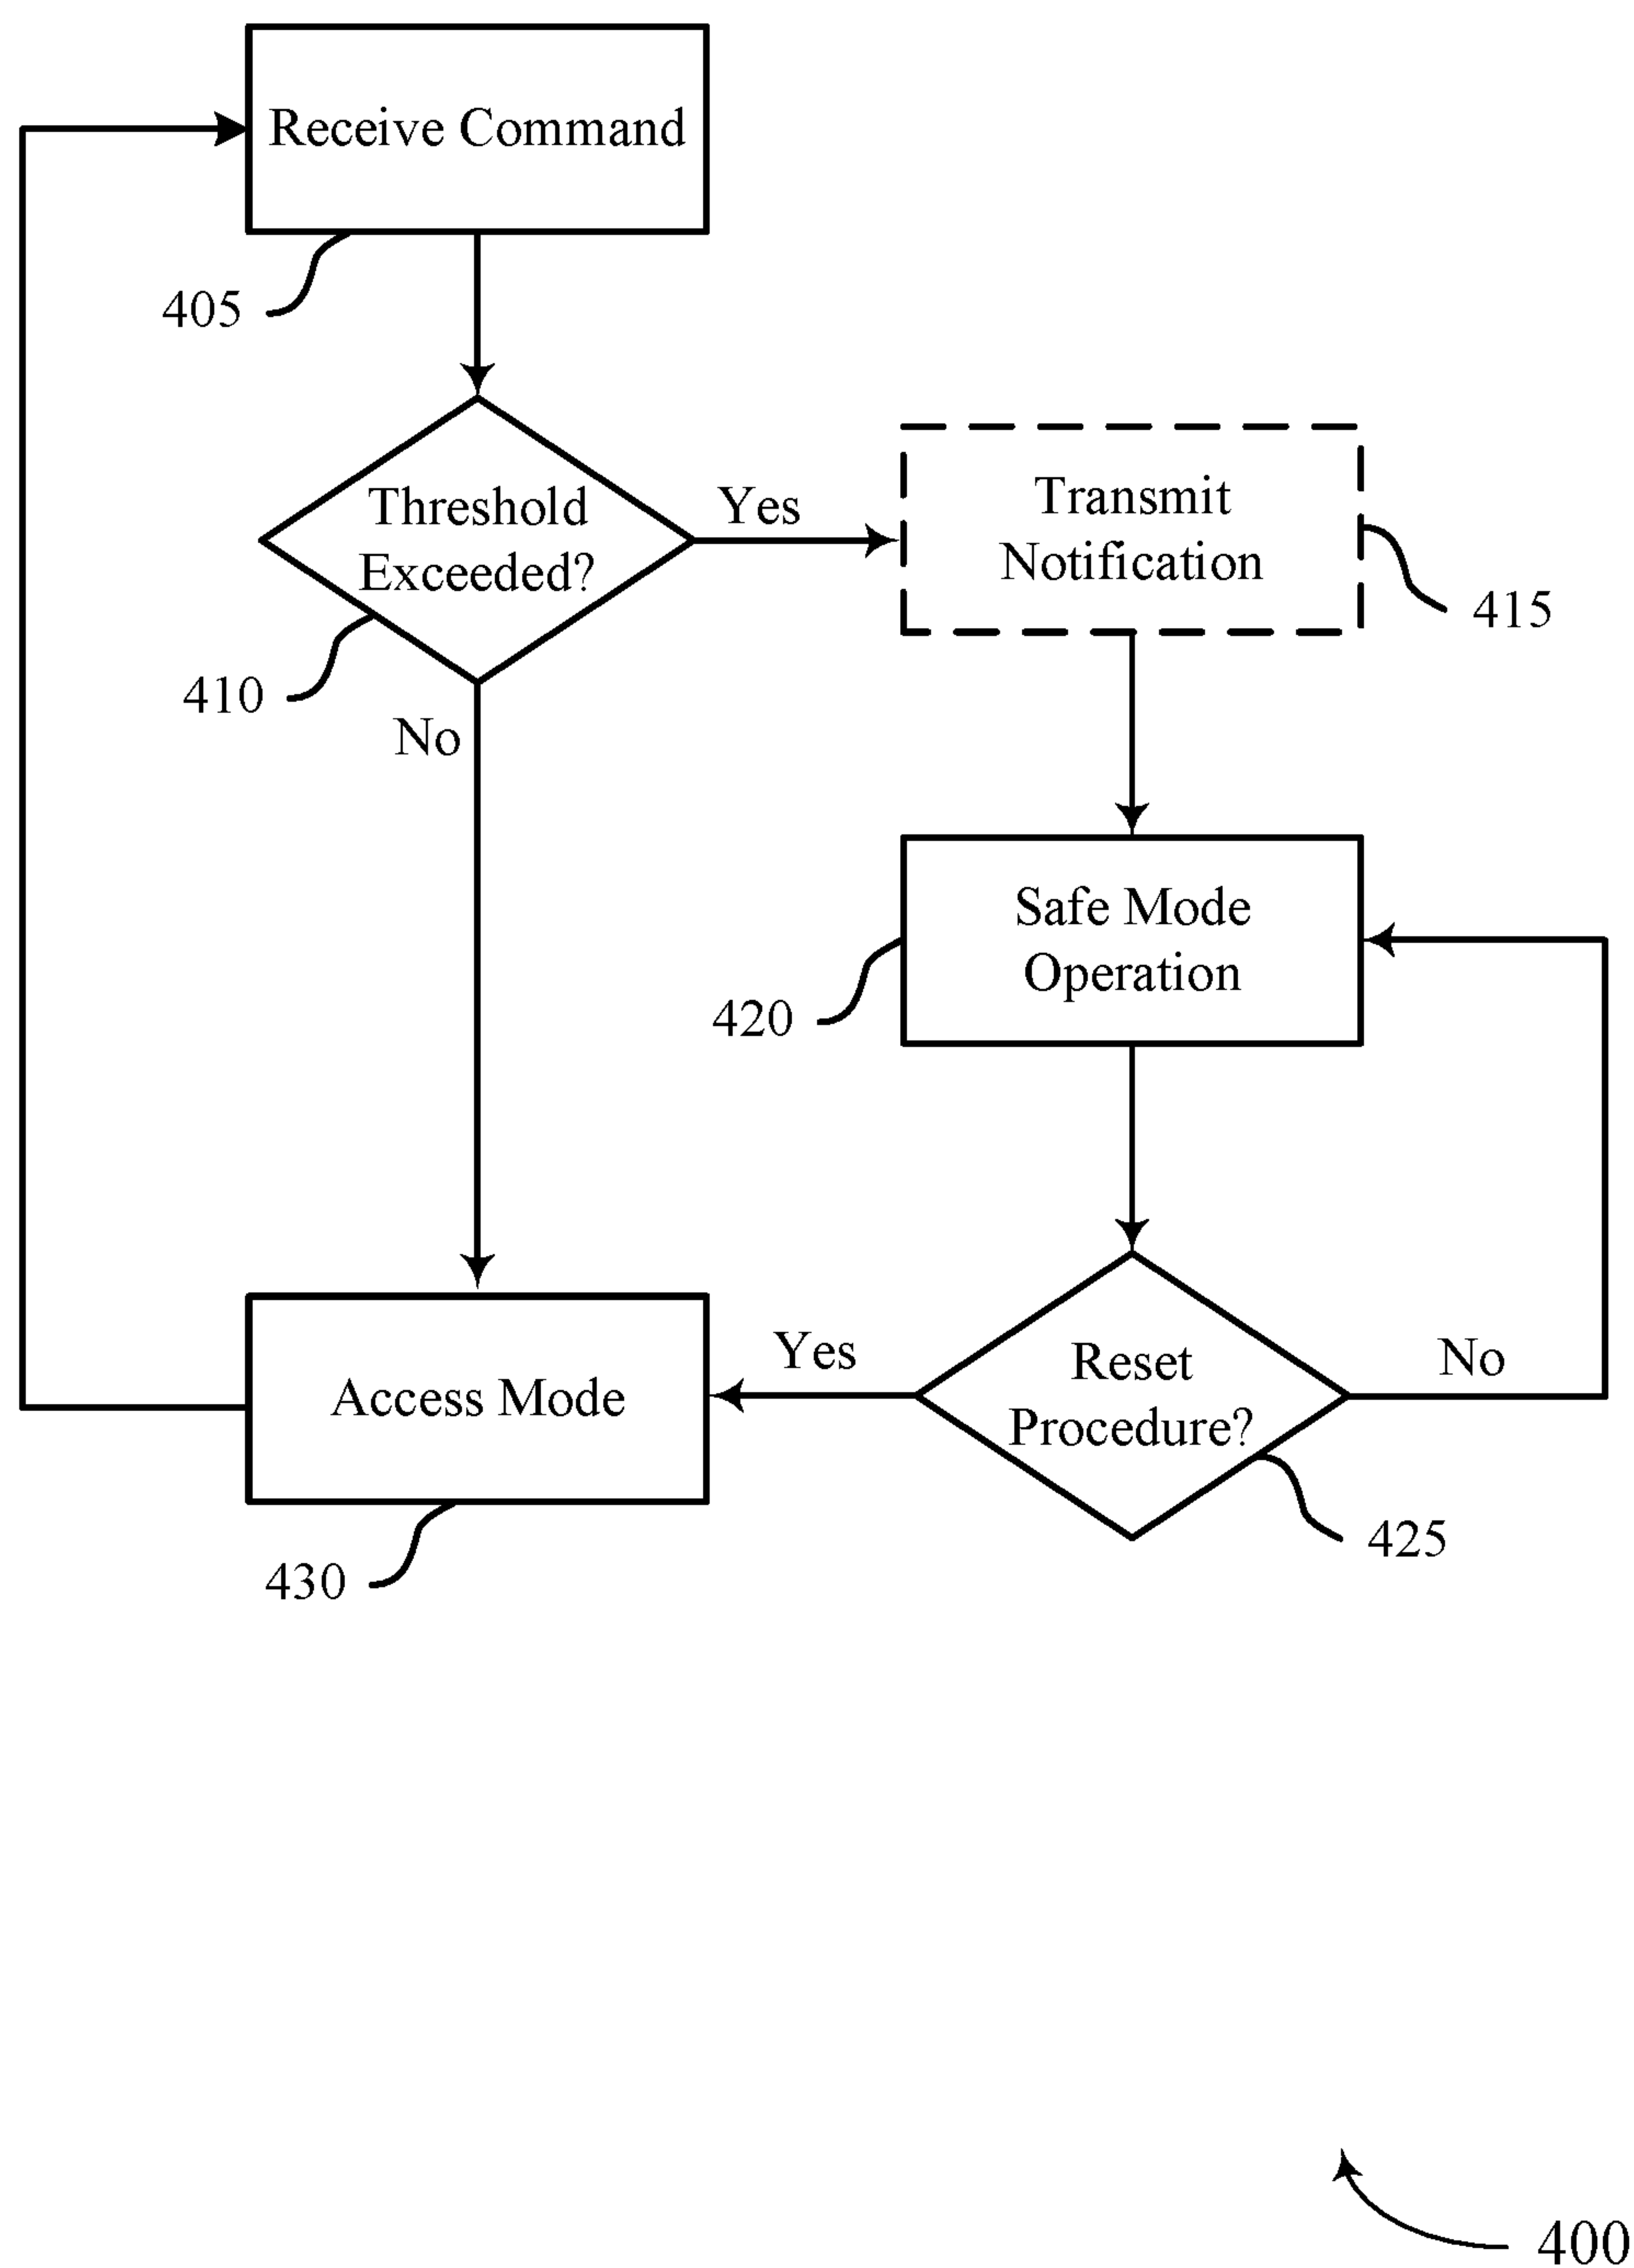 Receive Command
405
Threshold
Exceeded?
Yes
Transmit
Notification
415
410
No
Safe Mode
Operation
420
Access Mode
Yes
Reset
Procedure?
No
425
430
400